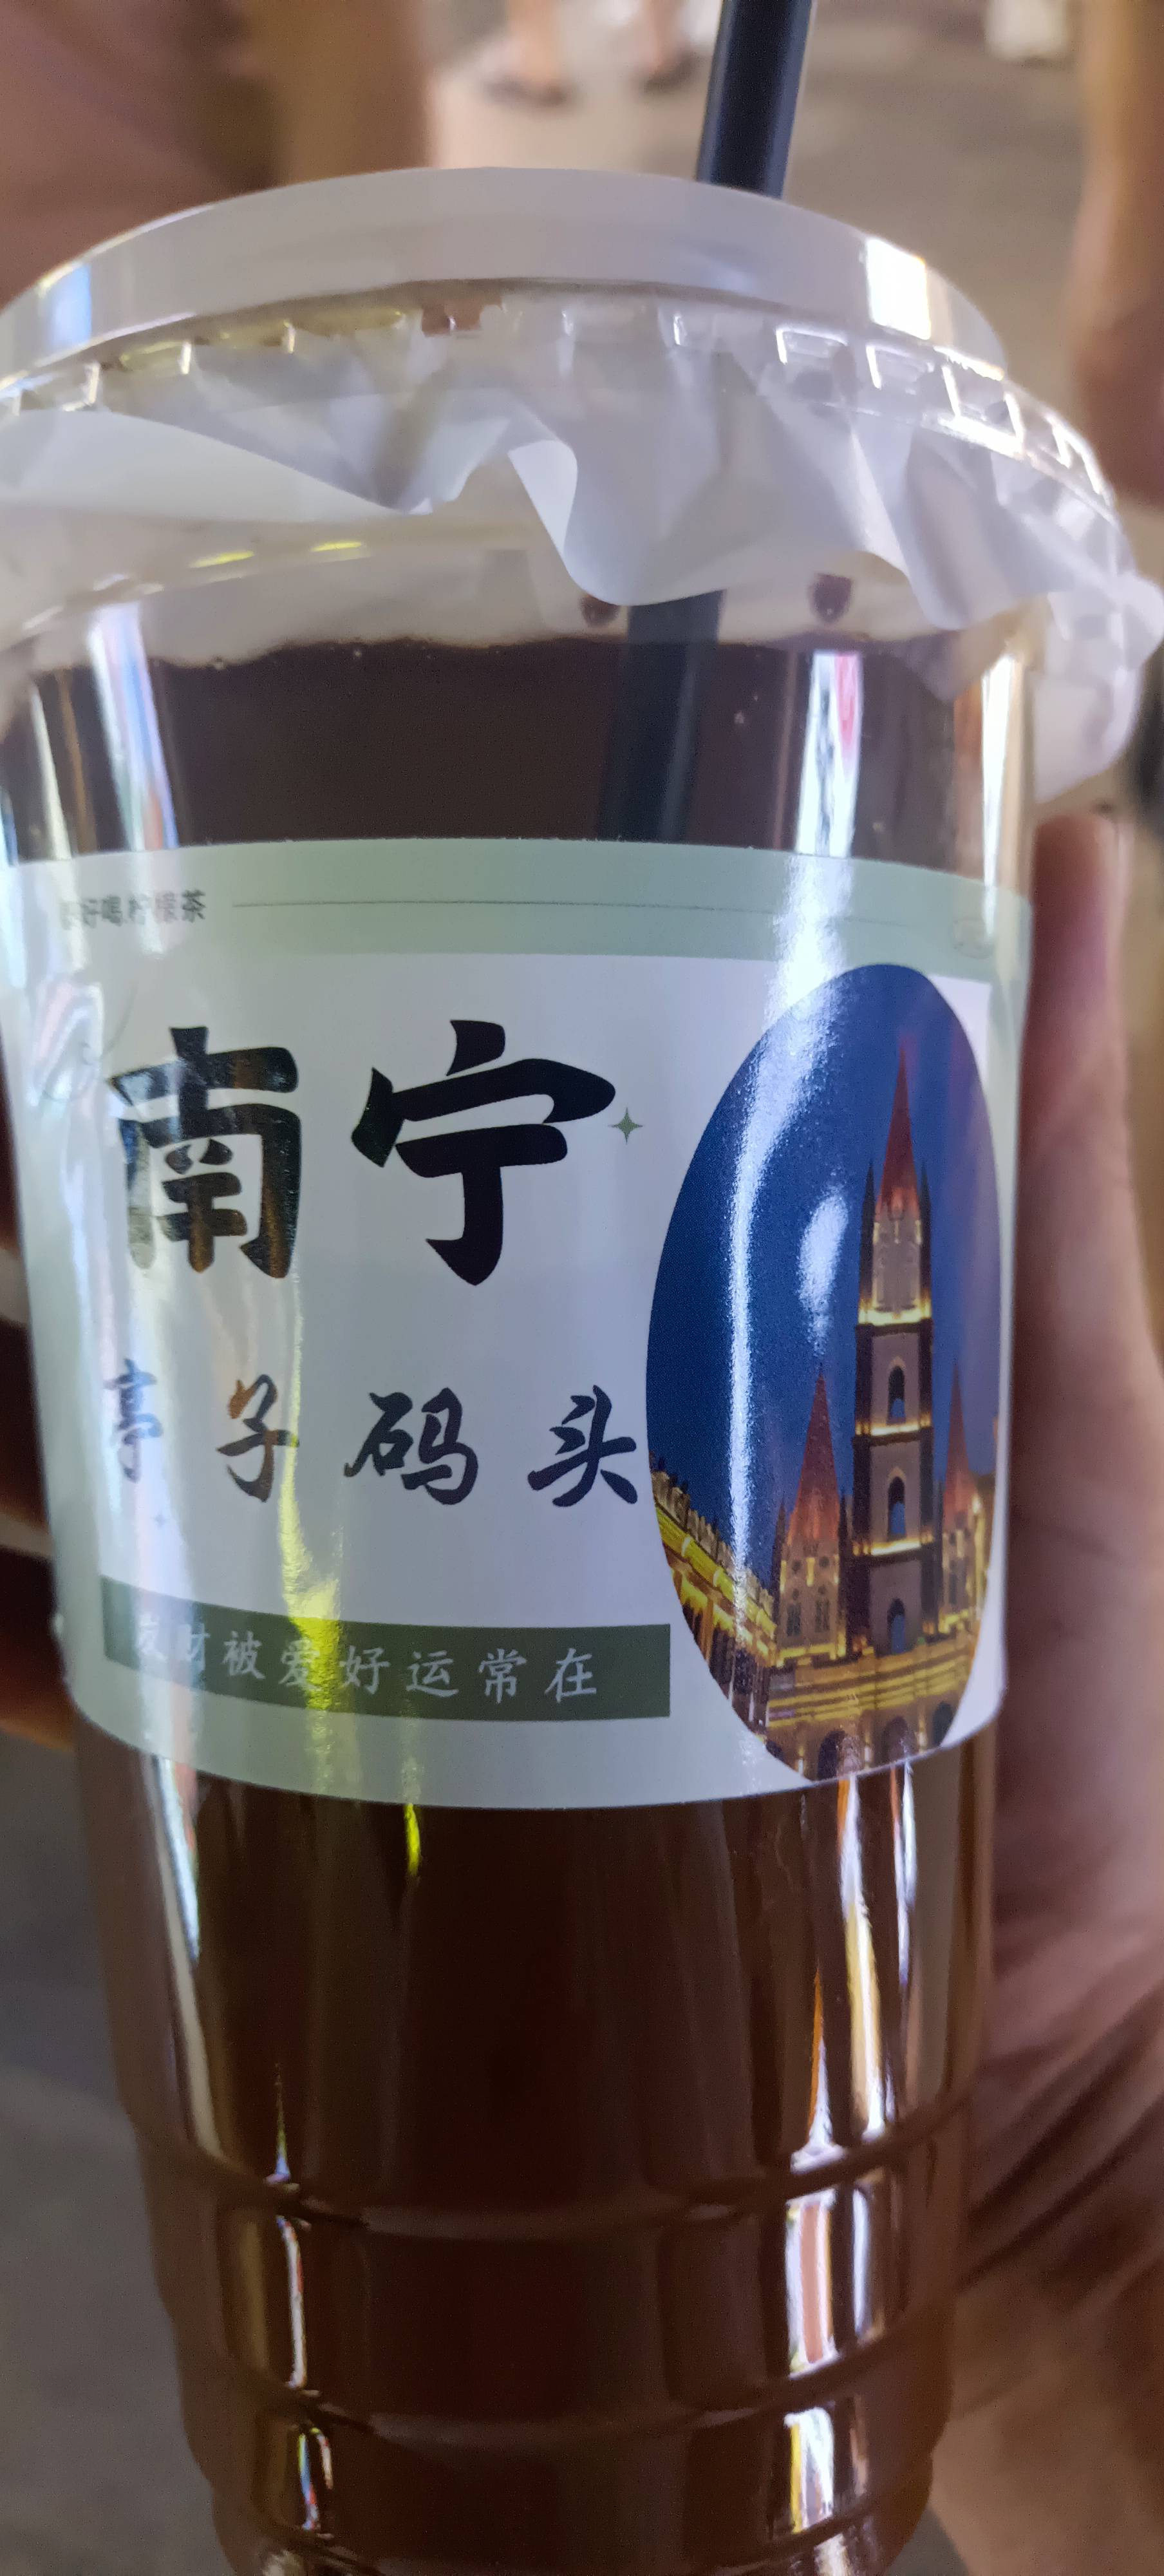 好喝柠檬茶
南宁
亭子码头
发财被爱好运常在